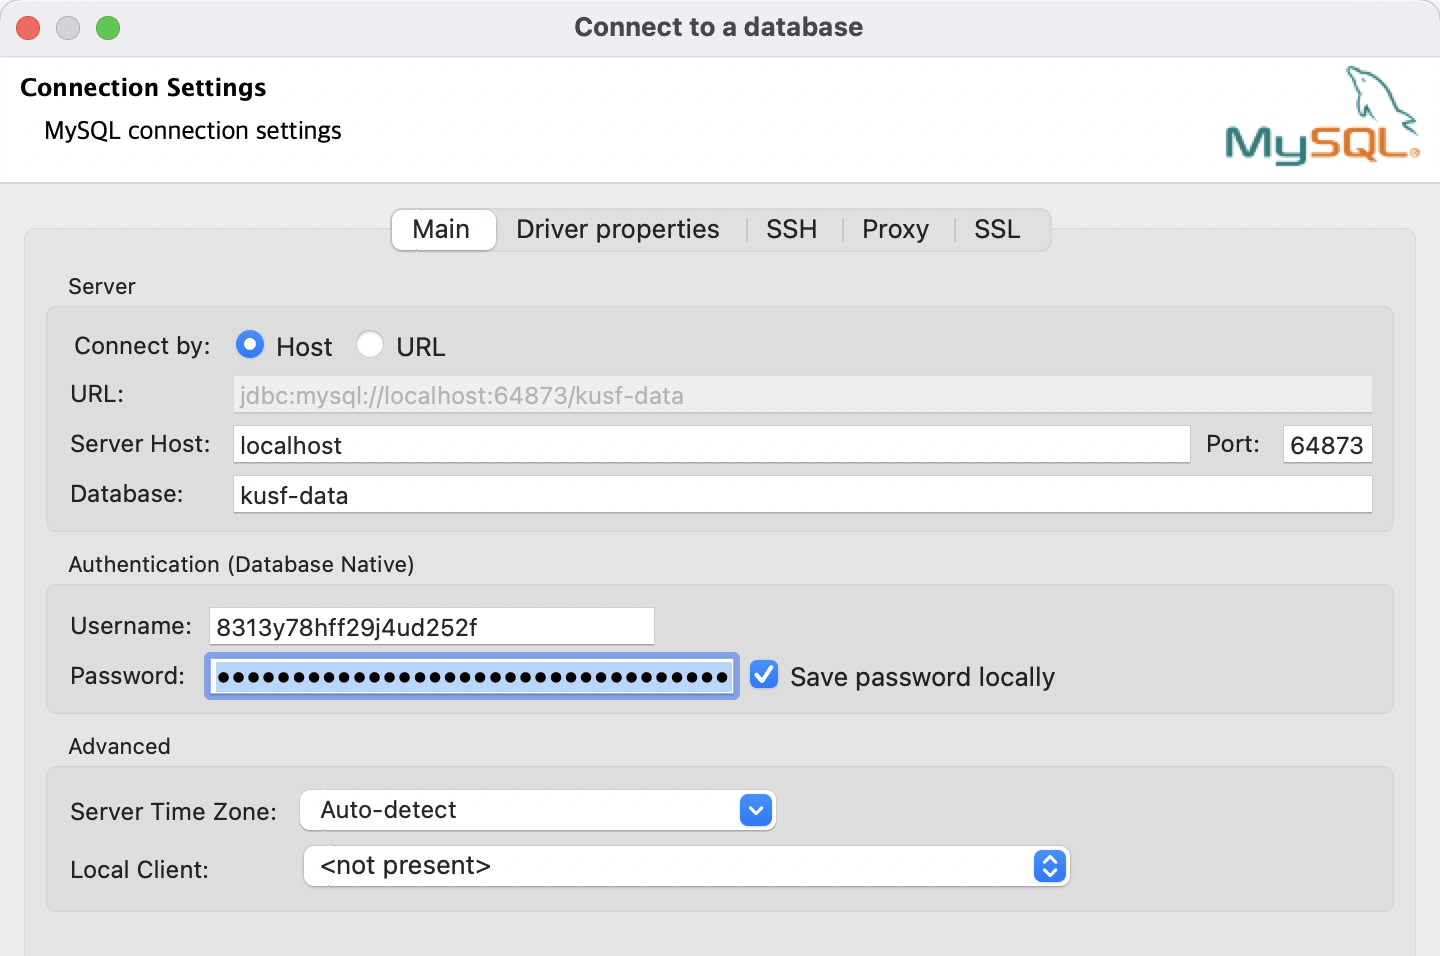 Connect to a database
Connection Settings
MySQL connection settings
MySQL®
Main Driver properties SSH Proxy SSL
Server
Connect by: Host URL
URL: jdbc:mysql://localhost:64873/kusf-data
Server Host: localhost Port: 64873
Database: kusf-data
Authentication (Database Native)
Username: 8313y78hff29j4ud252f
Password: ●●●●●●●●●●●●●●●●●●●●●●●●●●●●●●●●●● Save password locally
Advanced
Server Time Zone: Auto-detect
Local Client: <not present>